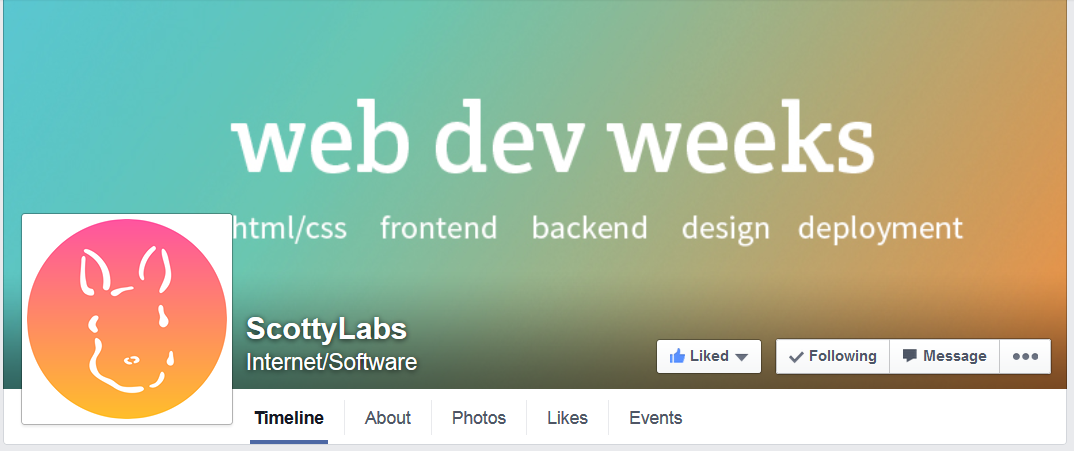 web dev weeks
html/css frontend backend design deployment
ScottyLabs
Internet/Software
Liked Following Message
Timeline About Photos Likes Events